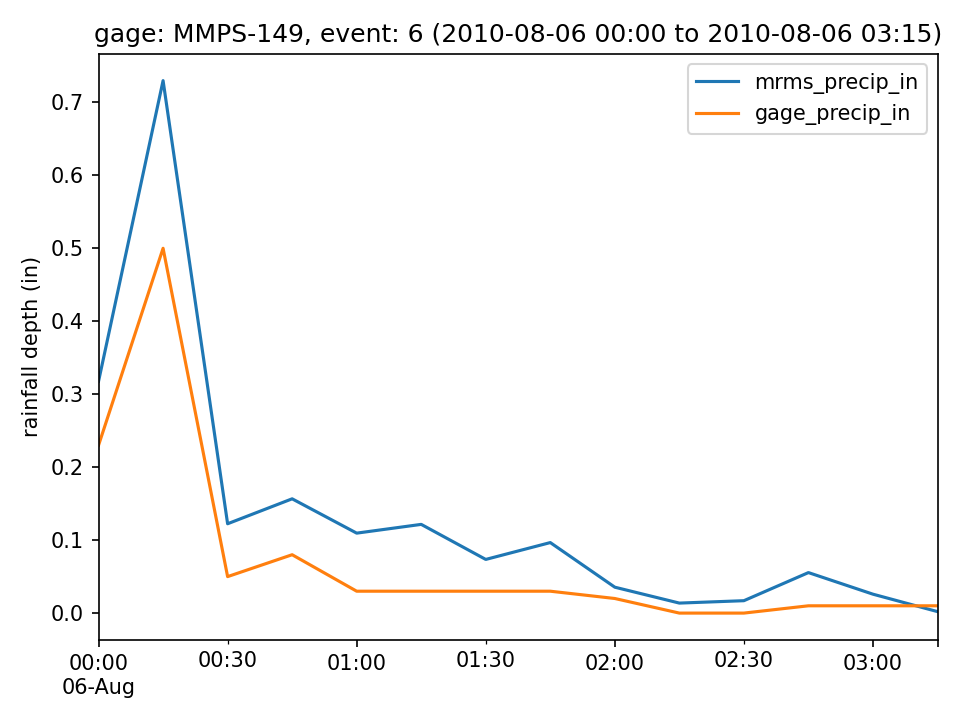 gage: MMPS-149, event: 6 (2010-08-06 00:00 to 2010-08-06 03:15)
mrms_precip_in
gage_precip_in
rainfall depth (in)
0.7
0.6
0.5
0.4
0.3
0.2
0.1
0.0
00:00 00:30 01:00 01:30 02:00 02:30 03:00
06-Aug